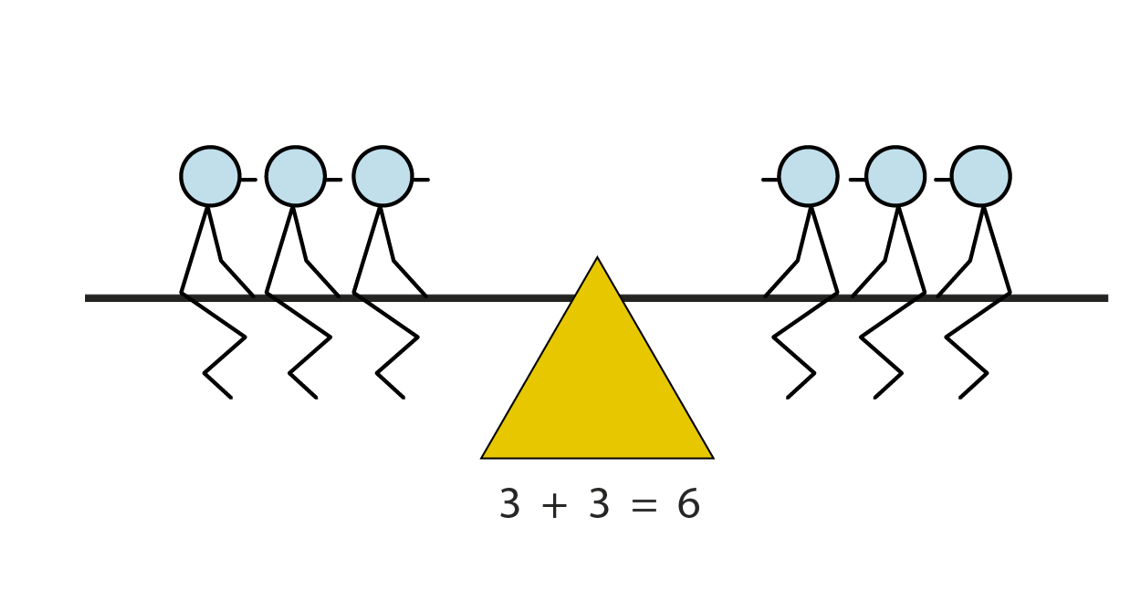 3 + 3 = 6